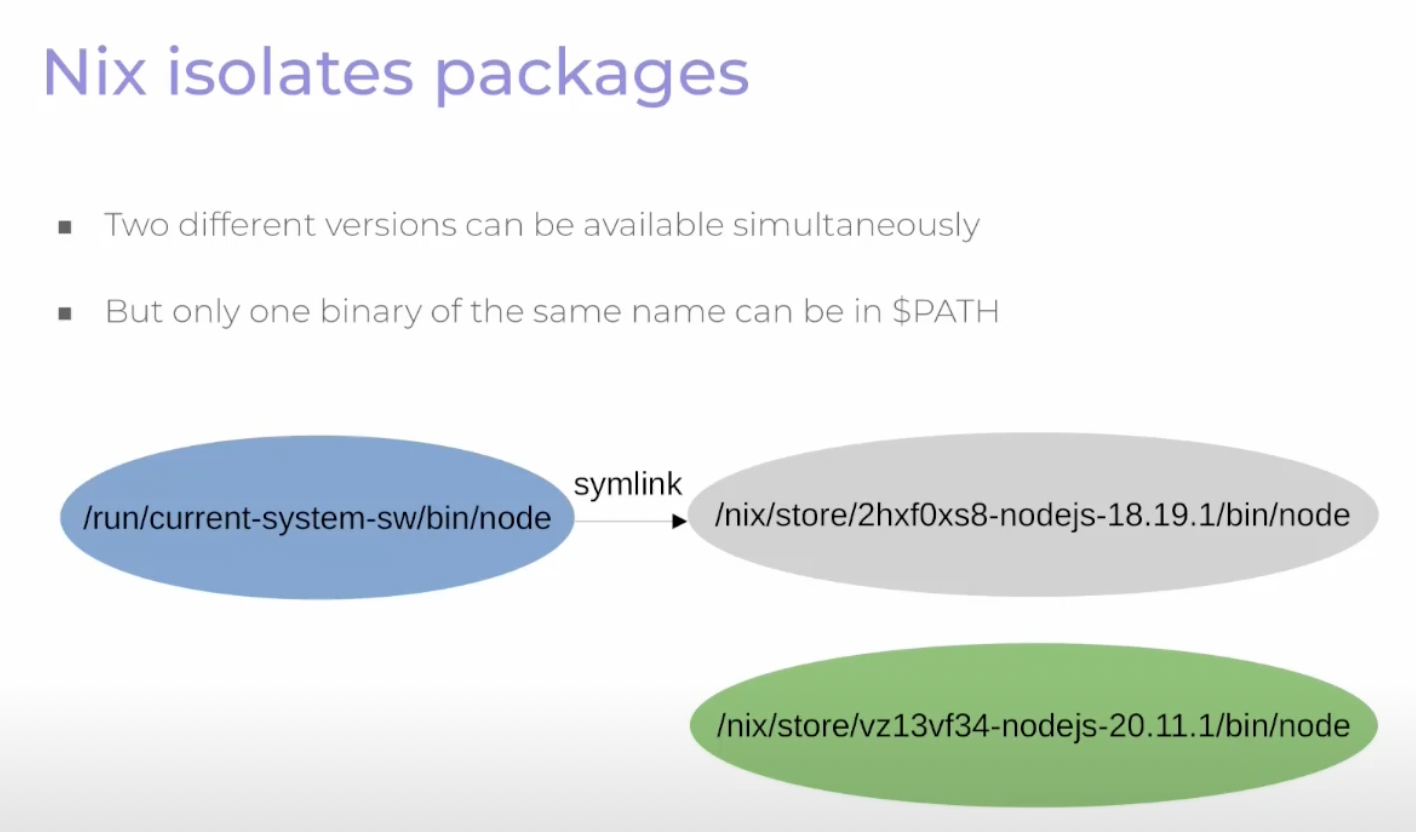 Nix isolates packages
▪ Two different versions can be available simultaneously
▪ But only one binary of the same name can be in $PATH
symlink
/run/current-system-sw/bin/node
/nix/store/2hxf0xs8-nodejs-18.19.1/bin/node
/nix/store/vz13vf34-nodejs-20.11.1/bin/node